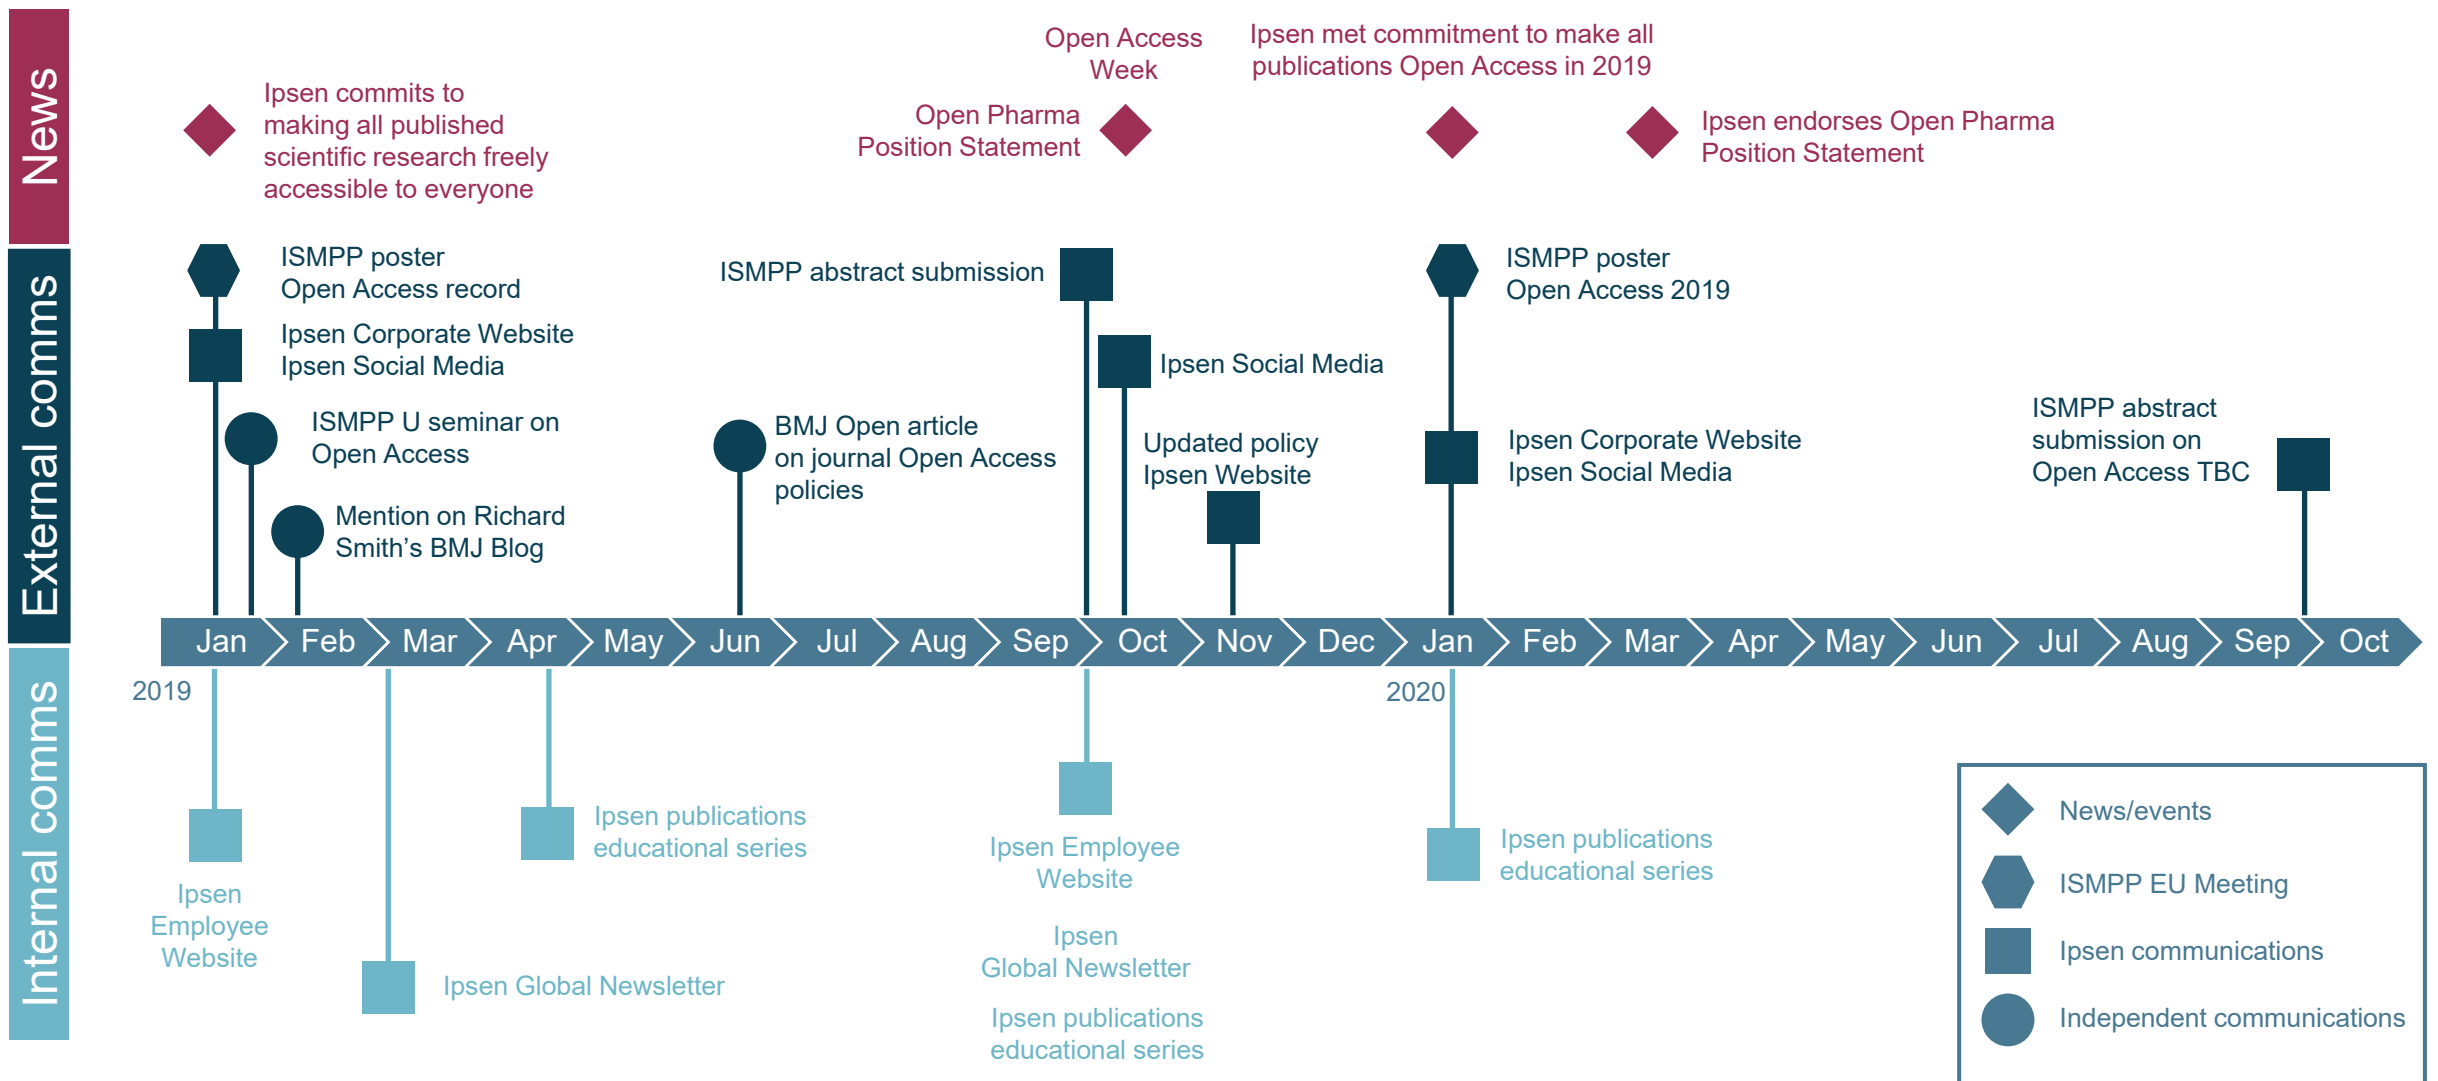 News
Open Access
Week
Ipsen met commitment to make all
publications Open Access in 2019
Ipsen commits to
making all published
scientific research freely
accessible to everyone
Open Pharma
Position Statement
Ipsen endorses Open Pharma
Position Statement
External comms
ISMPP poster
Open Access record
Ipsen Corporate Website
Ipsen Social Media
ISMPP U seminar on
Open Access
Mention on Richard
Smith’s BMJ Blog
BMJ Open article
on journal Open Access
policies
ISMPP abstract submission
Ipsen Social Media
Updated policy
Ipsen Website
ISMPP poster
Open Access 2019
Ipsen Corporate Website
Ipsen Social Media
ISMPP abstract
submission on
Open Access TBC
Jan Feb Mar Apr May Jun Jul Aug Sep Oct Nov Dec Jan Feb Mar Apr May Jun Jul Aug Sep Oct
2019 2020
Internal comms
Ipsen
Employee
Website
Ipsen Global Newsletter
Ipsen publications
educational series
Ipsen Employee
Website
Ipsen
Global Newsletter
Ipsen publications
educational series
Ipsen publications
educational series
News/events
ISMPP EU Meeting
Ipsen communications
Independent communications